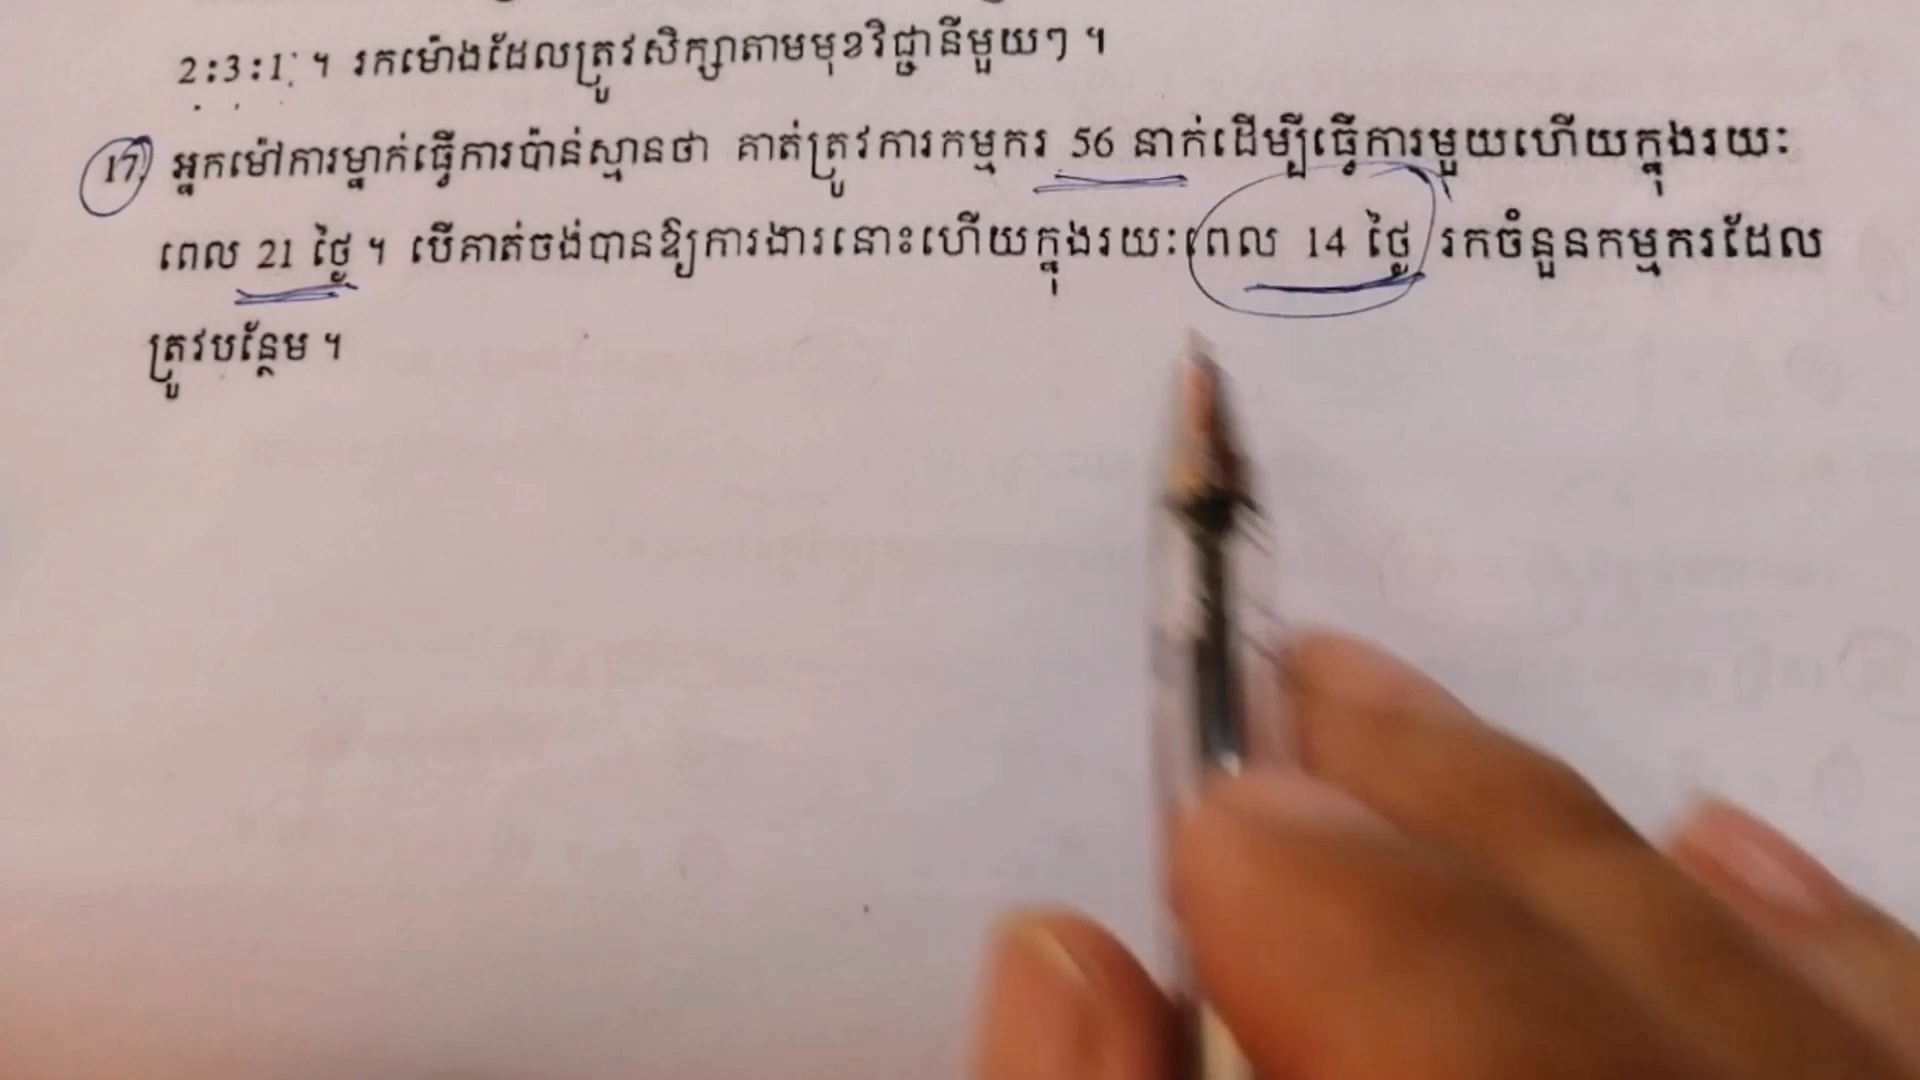 2:3:1 ។ រកម៉ោងដែលត្រូវសិក្សាតាមមុខវិជ្ជានីមួយៗ ។
17. អ្នកម៉ៅការម្នាក់ធ្វើការប៉ាន់ស្មានថា គាត់ត្រូវការកម្មករ 56 នាក់ដើម្បីធ្វើការមួយហើយក្នុងរយៈ
ពេល 21 ថ្ងៃ ។ បើគាត់ចង់បានឱ្យការងារនោះហើយក្នុងរយៈពេល 14 ថ្ងៃ រកចំនួនកម្មករដែល
ត្រូវបន្ថែម ។